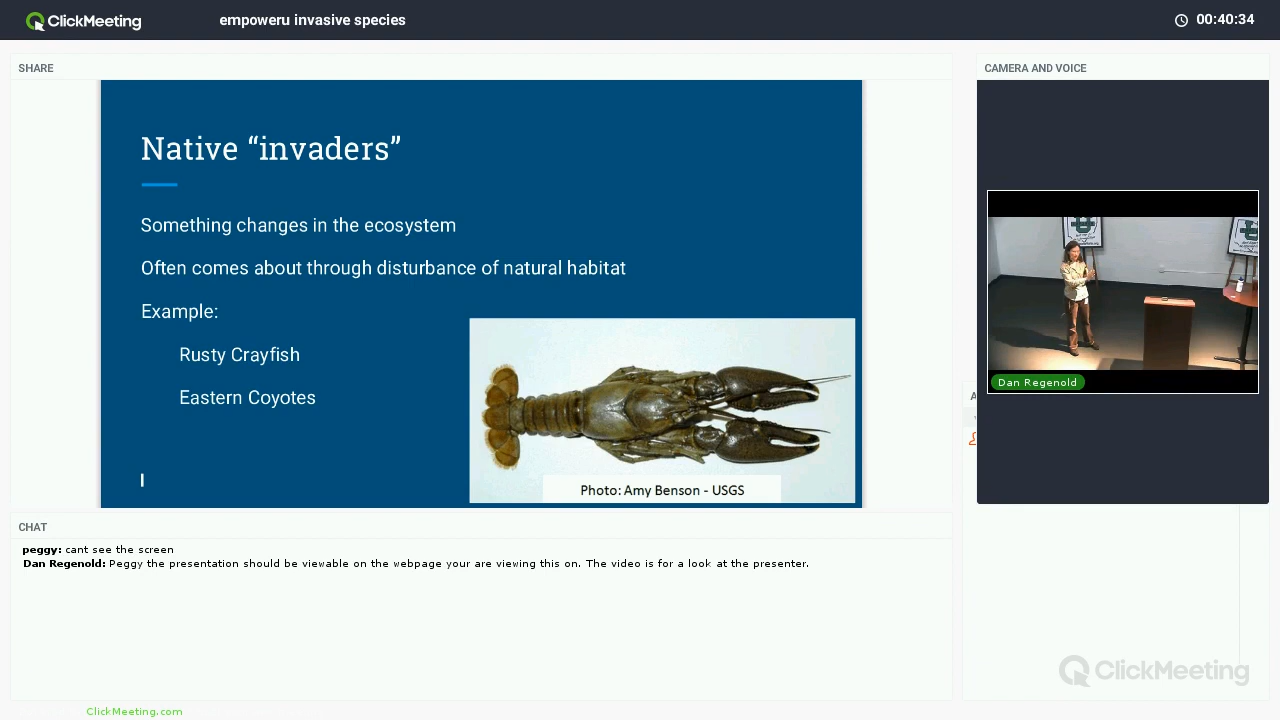 ClickMeeting
empoweru invasive species
00:40:34
SHARE
CAMERA AND VOICE
Native “invaders”
Something changes in the ecosystem
Often comes about through disturbance of natural habitat
Example:
Rusty Crayfish
Eastern Coyotes
Photo: Amy Benson - USGS
Dan Regenold
CHAT
peggy: cant see the screen
Dan Regenold: Peggy the presentation should be viewable on the webpage your are viewing this on. The video is for a look at the presenter.
ClickMeeting
ClickMeeting.com